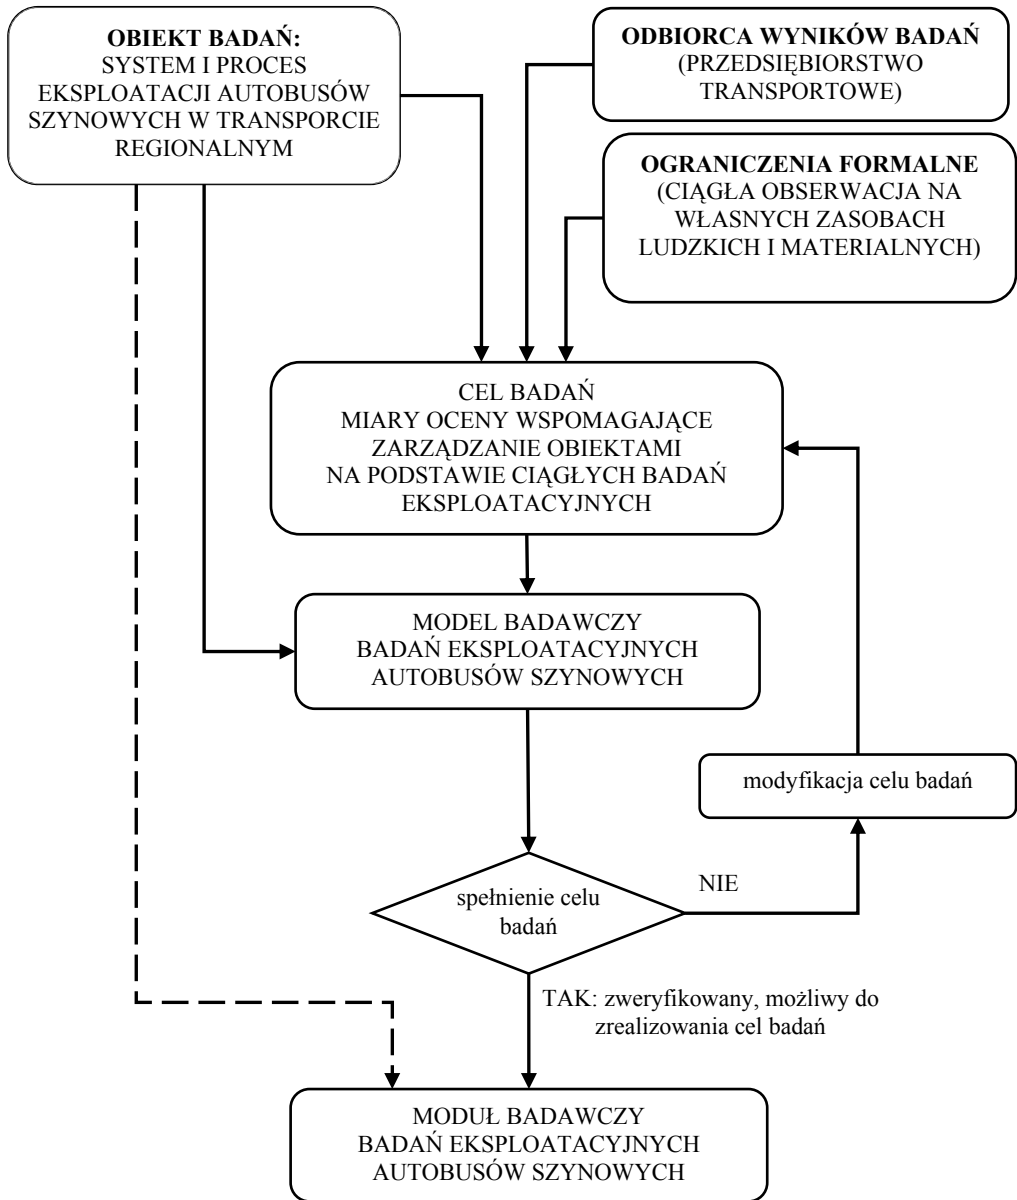 OBIEKT BADAŃ:
SYSTEM I PROCES
EKSPLOATACJI AUTOBUSÓW
SZYNOWYCH W TRANSPORCIE
REGIONALNYM
ODBIORCA WYNIKÓW BADAŃ
(PRZEDSIĘBIORSTWO
TRANSPORTOWE)
OGRANICZENIA FORMALNE
(CIĄGŁA OBSERWACJA NA
WŁASNYCH ZASOBACH
LUDZKICH I MATERIALNYCH)
CEL BADAŃ
MIARY OCENY WSPOMAGAJĄCE
ZARZĄDZANIE OBIEKTAMI
NA PODSTAWIE CIĄGŁYCH BADAŃ
EKSPLOATACYJNYCH
MODEL BADAWCZY
BADAŃ EKSPLOATACYJNYCH
AUTOBUSÓW SZYNOWYCH
modyfikacja celu badań
spełnienie celu
badań
NIE
TAK: zweryfikowany, możliwy do
zrealizowania cel badań
MODUŁ BADAWCZY
BADAŃ EKSPLOATACYJNYCH
AUTOBUSÓW SZYNOWYCH